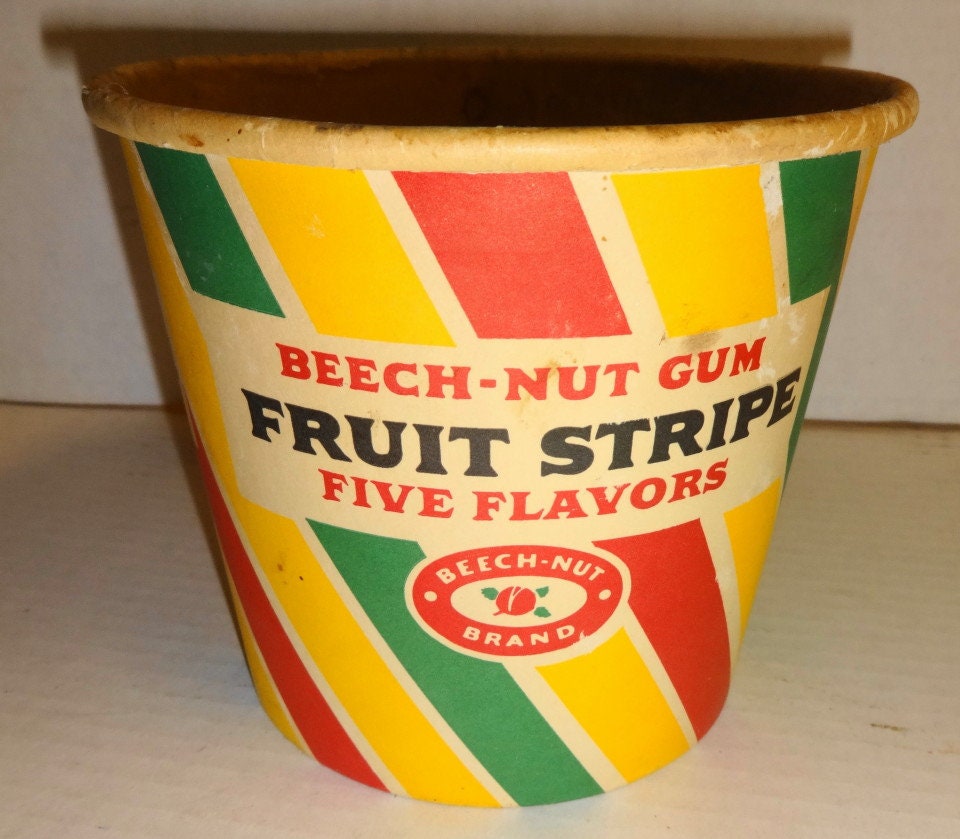 BEECH-NUT GUM
FRUIT STRIPE
FIVE FLAVORS
BEECH-NUT
BRAND